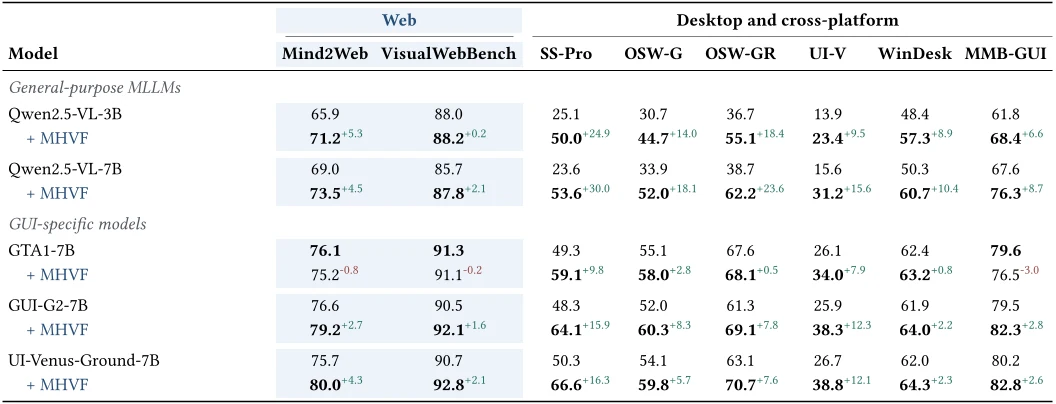 Web Desktop and cross-platform
Model Mind2Web VisualWebBench SS-Pro OSW-G OSW-GR UI-V WinDesk MMB-GUI
General-purpose MLLMs
Qwen2.5-VL-3B 65.9 88.0 25.1 30.7 36.7 13.9 48.4 61.8
+ MHVF 71.2+5.3 88.2+0.2 50.0+24.9 44.7+14.0 55.1+18.4 23.4+9.5 57.3+8.9 68.4+6.6
Qwen2.5-VL-7B 69.0 85.7 23.6 33.9 38.7 15.6 50.3 67.6
+ MHVF 73.5+4.5 87.8+2.1 53.6+30.0 52.0+18.1 62.2+23.6 31.2+15.6 60.7+10.4 76.3+8.7
GUI-specific models
GTA1-7B 76.1 91.3 49.3 55.1 67.6 26.1 62.4 79.6
+ MHVF 75.2-0.8 91.1-0.2 59.1+9.8 58.0+2.8 68.1+0.5 34.0+7.9 63.2+0.8 76.5-3.0
GUI-G2-7B 76.6 90.5 48.3 52.0 61.3 25.9 61.9 79.5
+ MHVF 79.2+2.7 92.1+1.6 64.1+15.9 60.3+8.3 69.1+7.8 38.3+12.3 64.0+2.2 82.3+2.8
UI-Venus-Ground-7B 75.7 90.7 50.3 54.1 63.1 26.7 62.0 80.2
+ MHVF 80.0+4.3 92.8+2.1 66.6+16.3 59.8+5.7 70.7+7.6 38.8+12.1 64.3+2.3 82.8+2.6